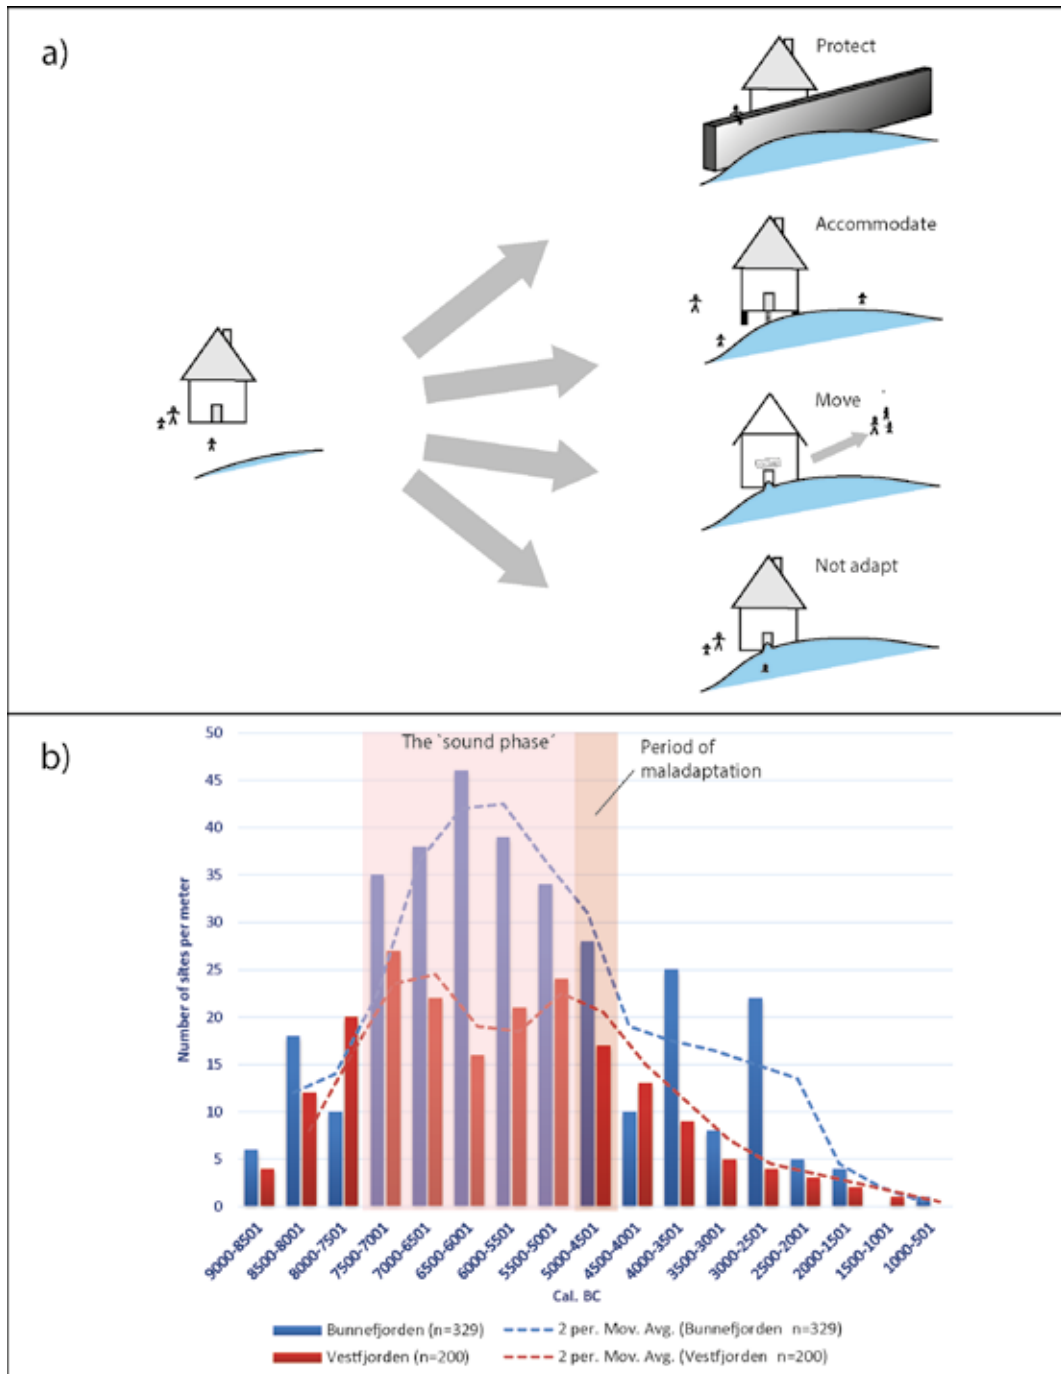 a)
Protect
Accommodate
Move
Not adapt
b)
The `sound phase´
Period of
maladaptation
Number of sites per meter
50
45
40
35
30
25
20
15
10
5
0
9000-8501
8500-8001
8000-7501
7500-7001
7000-6501
6500-6001
6000-5501
5500-5001
5000-4501
4500-4001
4000-3501
3500-3001
3000-2501
2500-2001
2000-1501
1500-1001
1000-501
Cal. BC
Bunnefjorden (n=329)
2 per. Mov. Avg. (Bunnefjorden n=329)
Vestfjorden (n=200)
2 per. Mov. Avg. (Vestfjorden n=200)